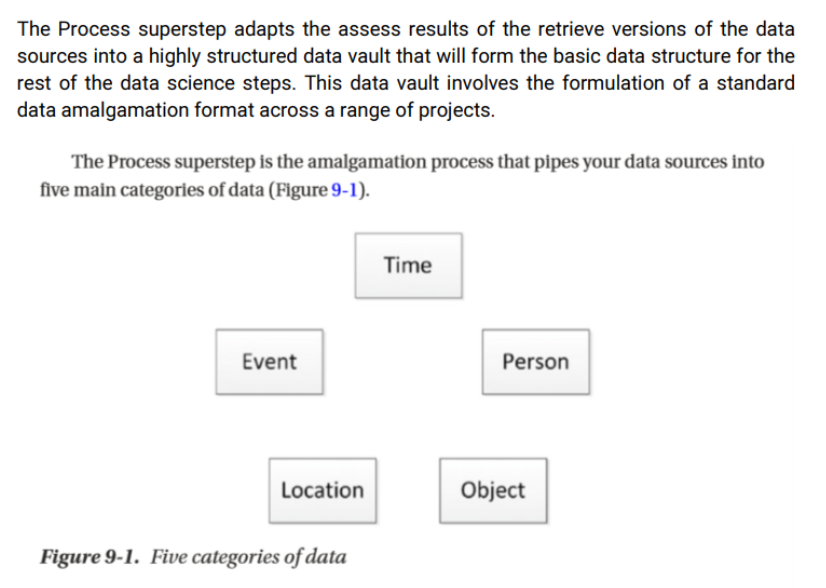 The Process superstep adapts the assess results of the retrieve versions of the data
sources into a highly structured data vault that will form the basic data structure for the
rest of the data science steps. This data vault involves the formulation of a standard
data amalgamation format across a range of projects.
The Process superstep is the amalgamation process that pipes your data sources into
five main categories of data (Figure 9-1).
Time
Event
Person
Location
Object
Figure 9-1. Five categories of data